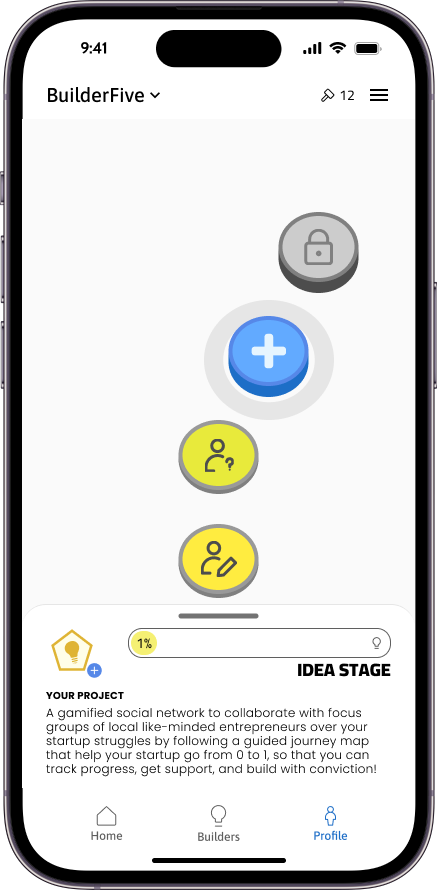 9:41
BuilderFive
12
?
1%
IDEA STAGE
YOUR PROJECT
A gamified social network to collaborate with focus
groups of local like-minded entrepreneurs over your
startup struggles by following a guided journey map
that help your startup go from 0 to 1, so that you can
track progress, get support, and build with conviction!
Home
Builders
Profile